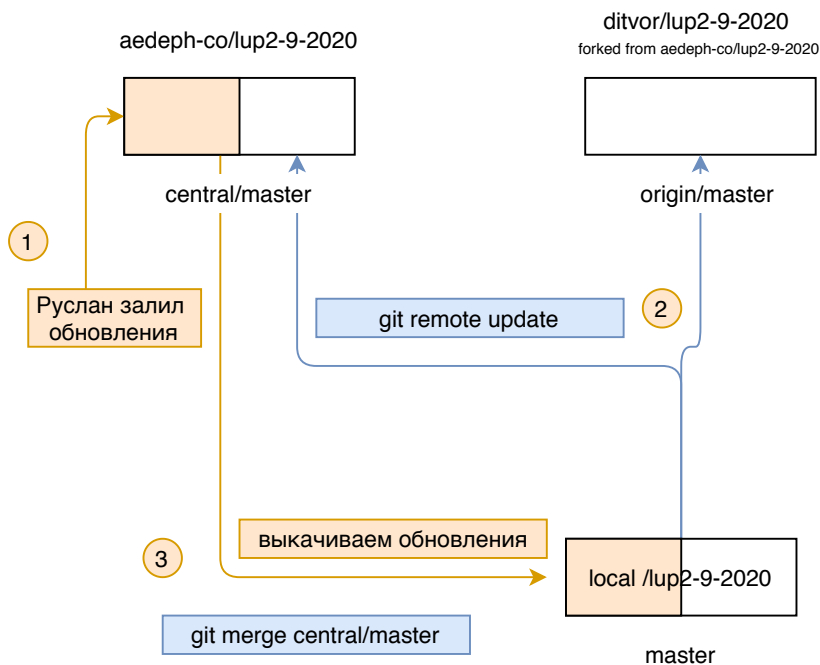 aedeph-co/lup2-9-2020
ditvor/lup2-9-2020
forked from aedeph-co/lup2-9-2020
central/master
origin/master
1
Руслан залил
обновления
git remote update
2
3
выкачиваем обновления
local /lup2-9-2020
git merge central/master
master